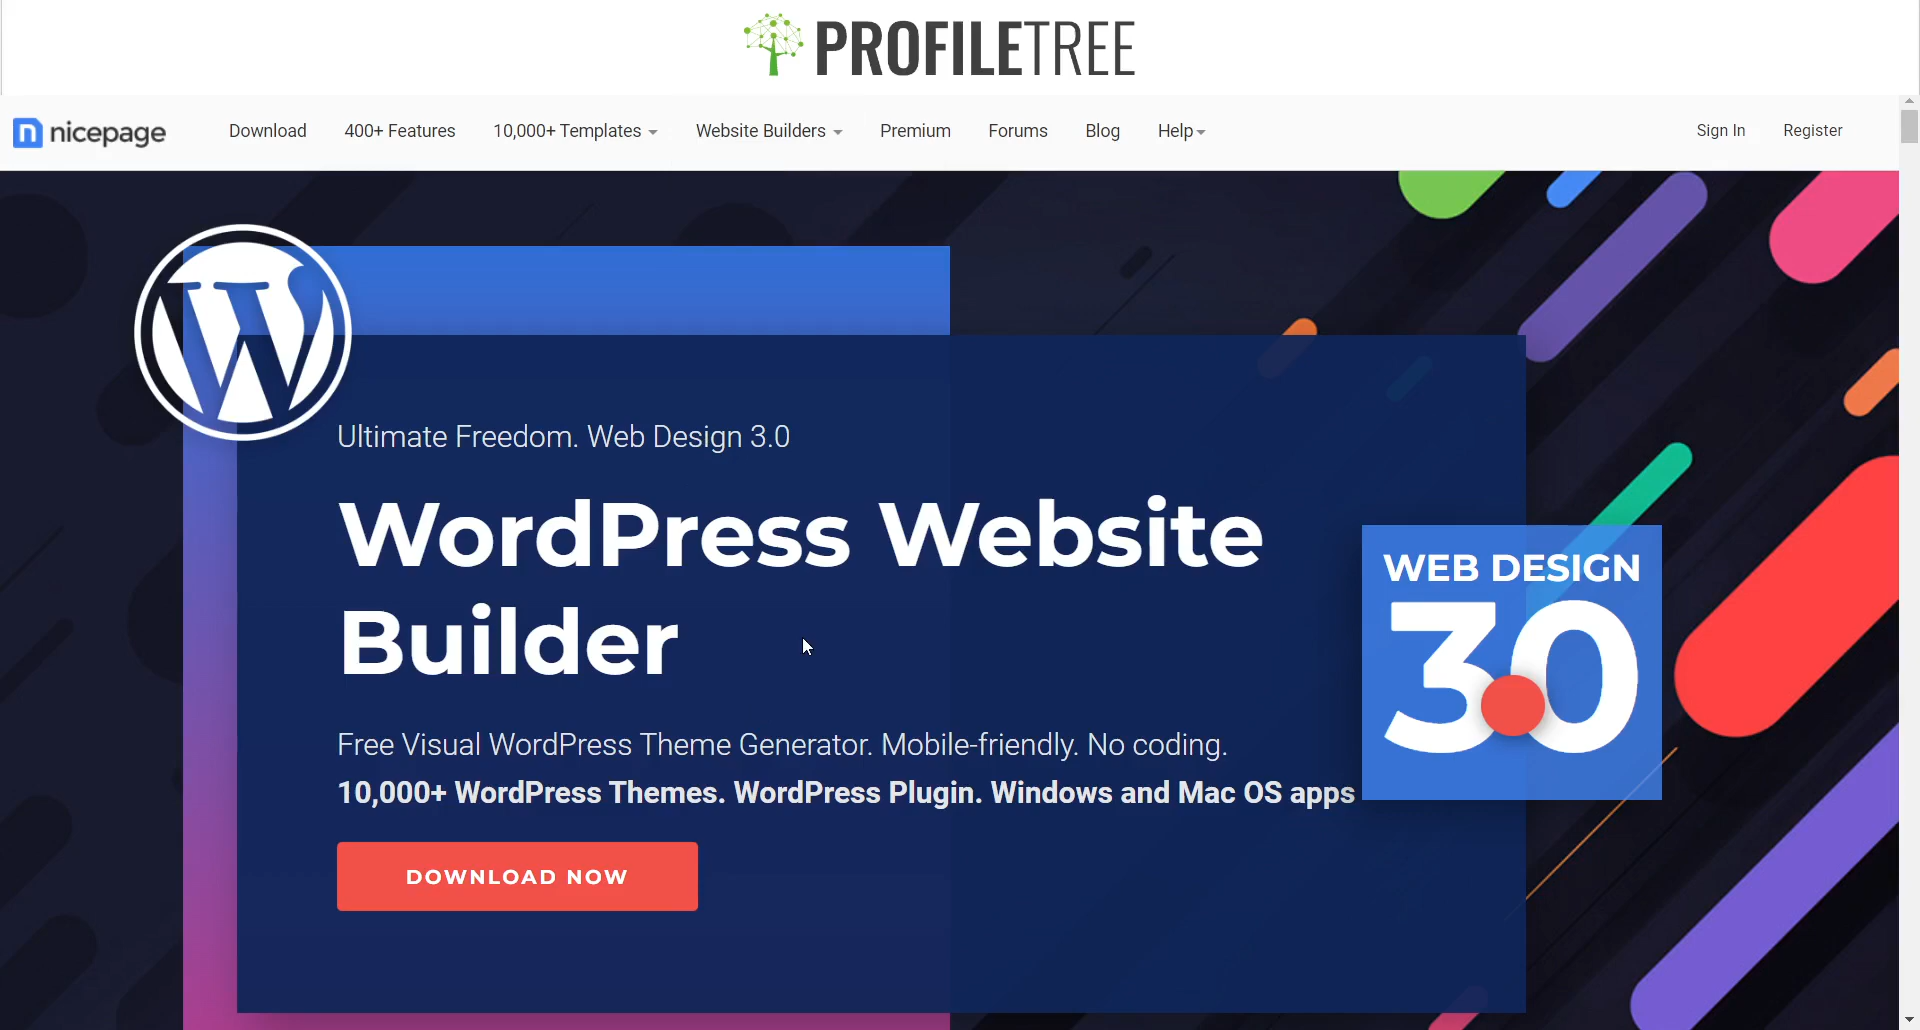 PROFILETREE
nicepage
Download 400+ Features 10,000+ Templates Website Builders Premium Forums Blog Help Sign In Register
Ultimate Freedom. Web Design 3.0
WordPress Website
Builder
Free Visual WordPress Theme Generator. Mobile-friendly. No coding.
10,000+ WordPress Themes. WordPress Plugin. Windows and Mac OS apps
DOWNLOAD NOW
WEB DESIGN
3.0